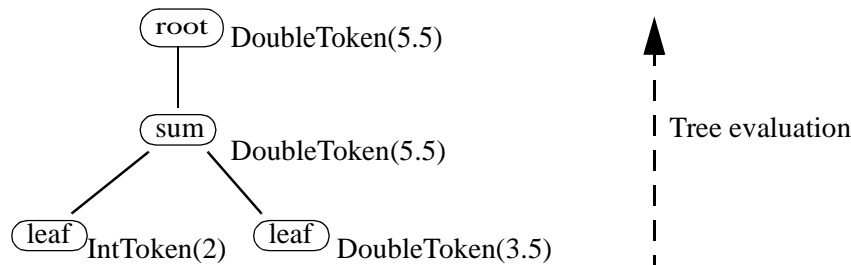 root DoubleToken(5.5)
sum DoubleToken(5.5)
Tree evaluation
leaf IntToken(2) leaf DoubleToken(3.5)